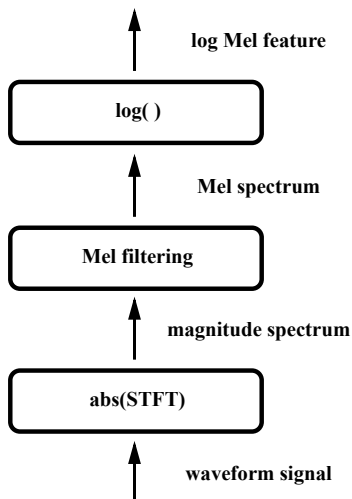 log Mel feature
log( )
Mel spectrum
Mel filtering
magnitude spectrum
abs(STFT)
waveform signal